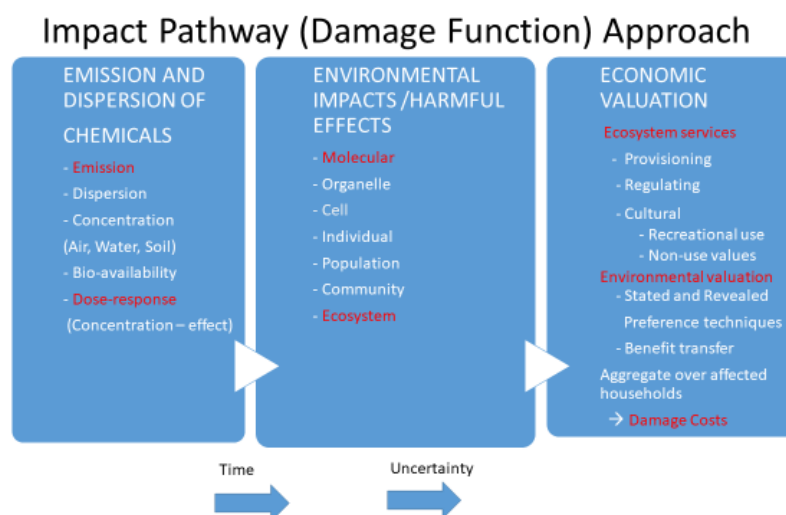 Impact Pathway (Damage Function) Approach
EMISSION AND
DISPERSION OF
CHEMICALS
- Emission
- Dispersion
- Concentration
(Air, Water, Soil)
- Bio-availability
- Dose-response
(Concentration – effect)
ENVIRONMENTAL
IMPACTS /HARMFUL
EFFECTS
- Molecular
- Organelle
- Cell
- Individual
- Population
- Community
- Ecosystem
ECONOMIC
VALUATION
Ecosystem services
- Provisioning
- Regulating
- Cultural
- Recreational use
- Non-use values
Environmental valuation
- Stated and Revealed
Preference techniques
- Benefit transfer
Aggregate over affected
households
→ Damage Costs
Time
Uncertainty